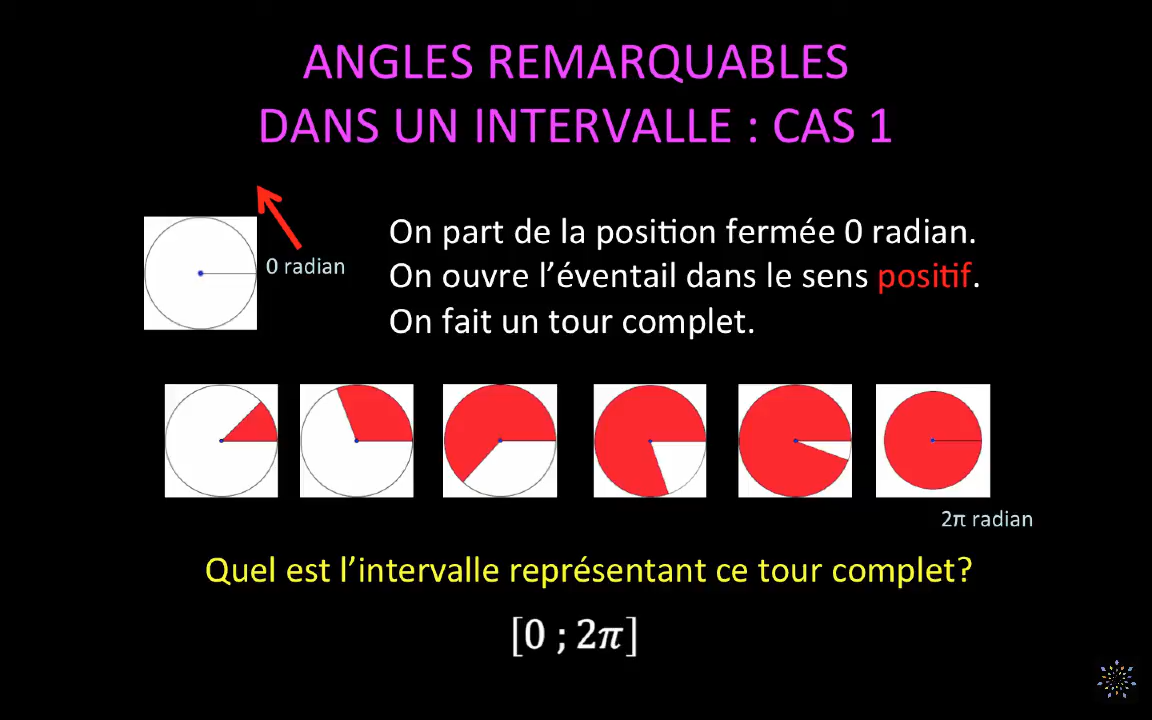 ANGLES REMARQUABLES
DANS UN INTERVALLE : CAS 1
0 radian
On part de la position fermée 0 radian.
On ouvre l’éventail dans le sens positif.
On fait un tour complet.
2π radian
Quel est l’intervalle représentant ce tour complet?
[0 ; 2π]